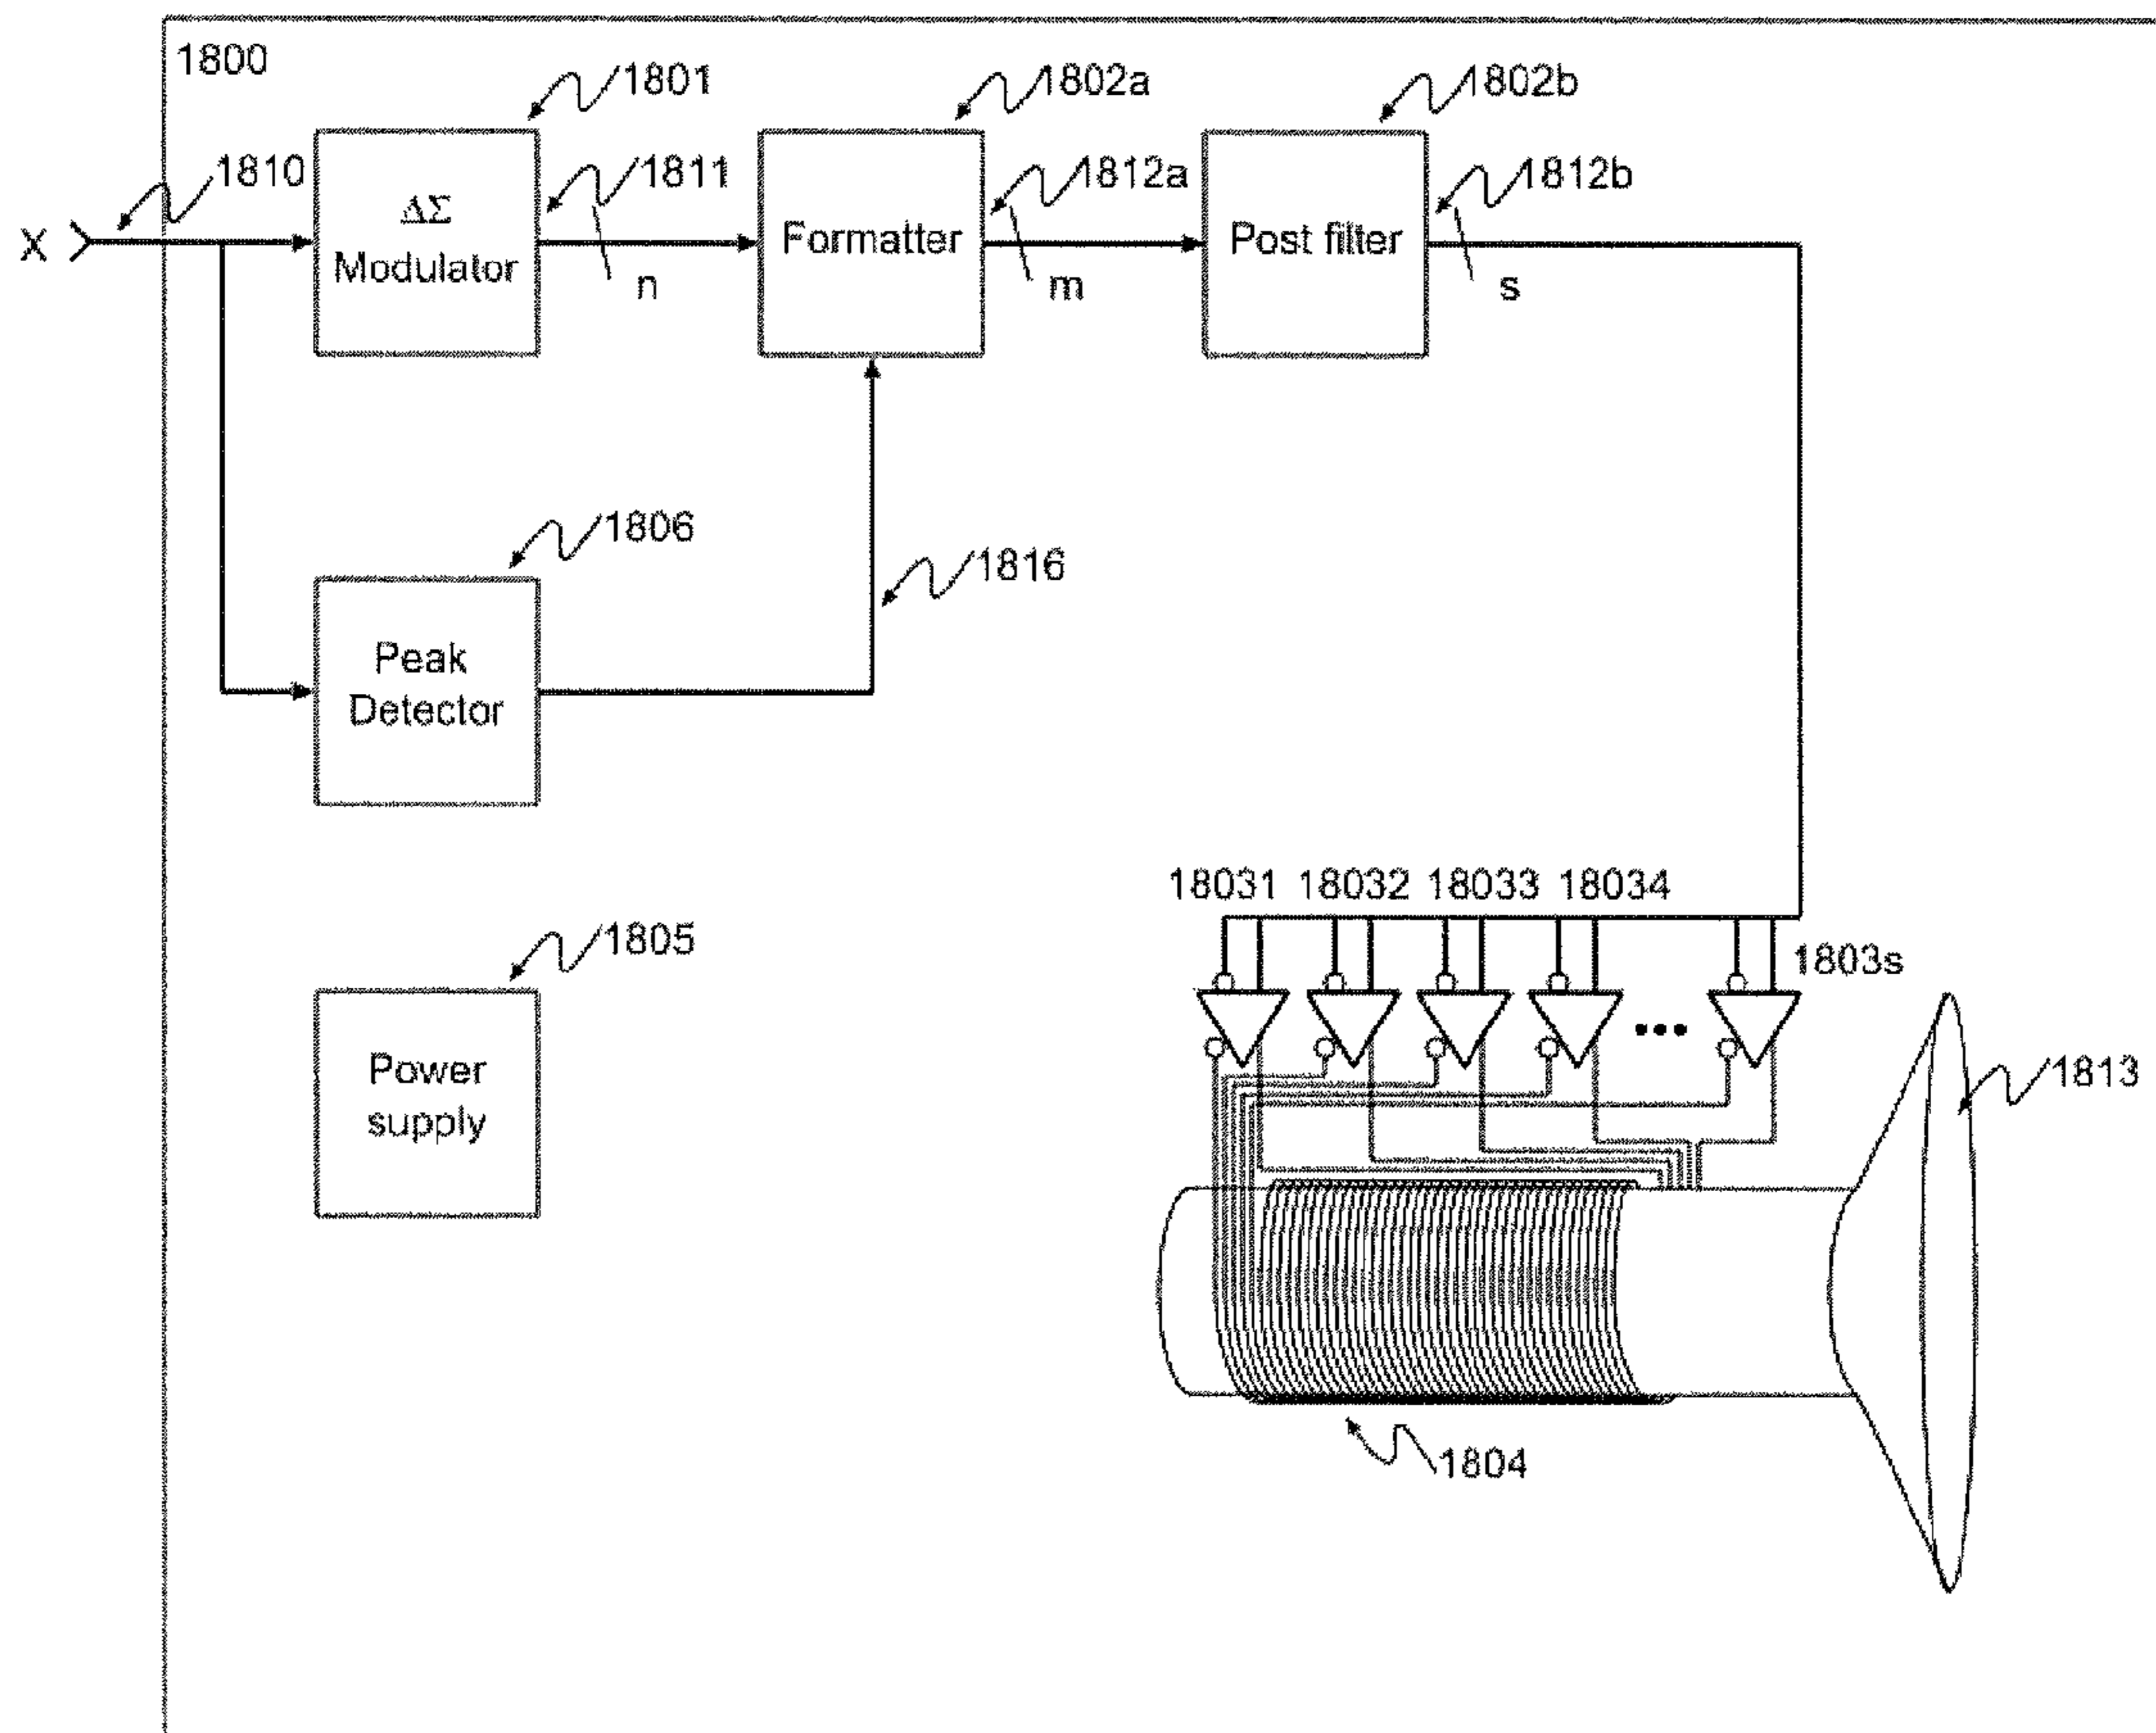 1800
1801
1802a
1802b
1810
1811
1812a
1812b
X
ΔΣ
Modulator
n
Formatter
m
Post filter
s
1806
1816
Peak
Detector
18031 18032 18033 18034
1803s
1805
Power
supply
1813
1804